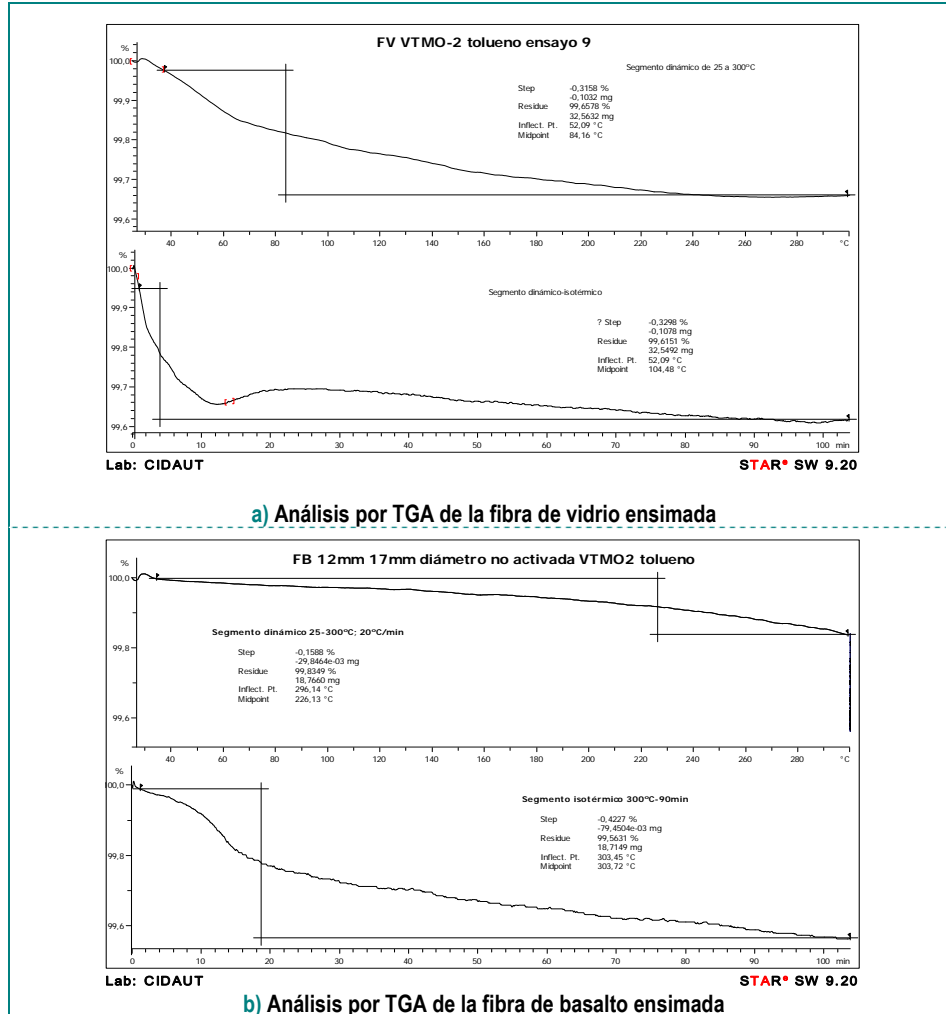 FV VTMO-2 tolueno ensayo 9
%
100,0
99,9
99,8
99,7
99,6
Segmento dinámico de 25 a 300ºC
Step -0,3158 %
-0,1032 mg
Residue 99,6578 %
32,5632 mg
Inflect. Pt. 52,09 °C
Midpoint 84,16 °C
40 60 80 100 120 140 160 180 200 220 240 260 280 °C
%
100,0
99,9
99,8
99,7
99,6
Segmento dinámico-isotérmico
? Step -0,3298 %
-0,1078 mg
Residue 99,6151 %
32,5492 mg
Inflect. Pt. 52,09 °C
Midpoint 104,48 °C
0 10 20 30 40 50 60 70 80 90 100 min
Lab: CIDAUT STARe SW 9.20
a) Análisis por TGA de la fibra de vidrio ensimada
FB 12mm 17mm diámetro no activada VTMO2 tolueno
%
100,0
99,8
99,6
Segmento dinámico 25-300ºC; 20ºC/min
Step -0,1588 %
-29,8464e-03 mg
Residue 99,8349 %
18,7660 mg
Inflect. Pt. 296,14 °C
Midpoint 226,13 °C
40 60 80 100 120 140 160 180 200 220 240 260 280 °C
%
100,0
99,8
99,6
Segmento isotérmico 300ºC-90min
Step -0,4227 %
-79,4504e-03 mg
Residue 99,5631 %
18,7149 mg
Inflect. Pt. 303,45 °C
Midpoint 303,72 °C
0 10 20 30 40 50 60 70 80 90 100 min
Lab: CIDAUT STARe SW 9.20
b) Análisis por TGA de la fibra de basalto ensimada